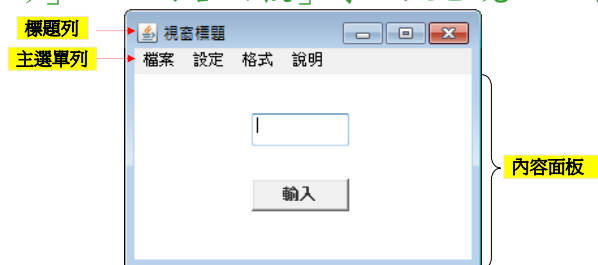 標題列
視窗標題
主選單列
檔案 設定 格式 說明
內容面板
輸入